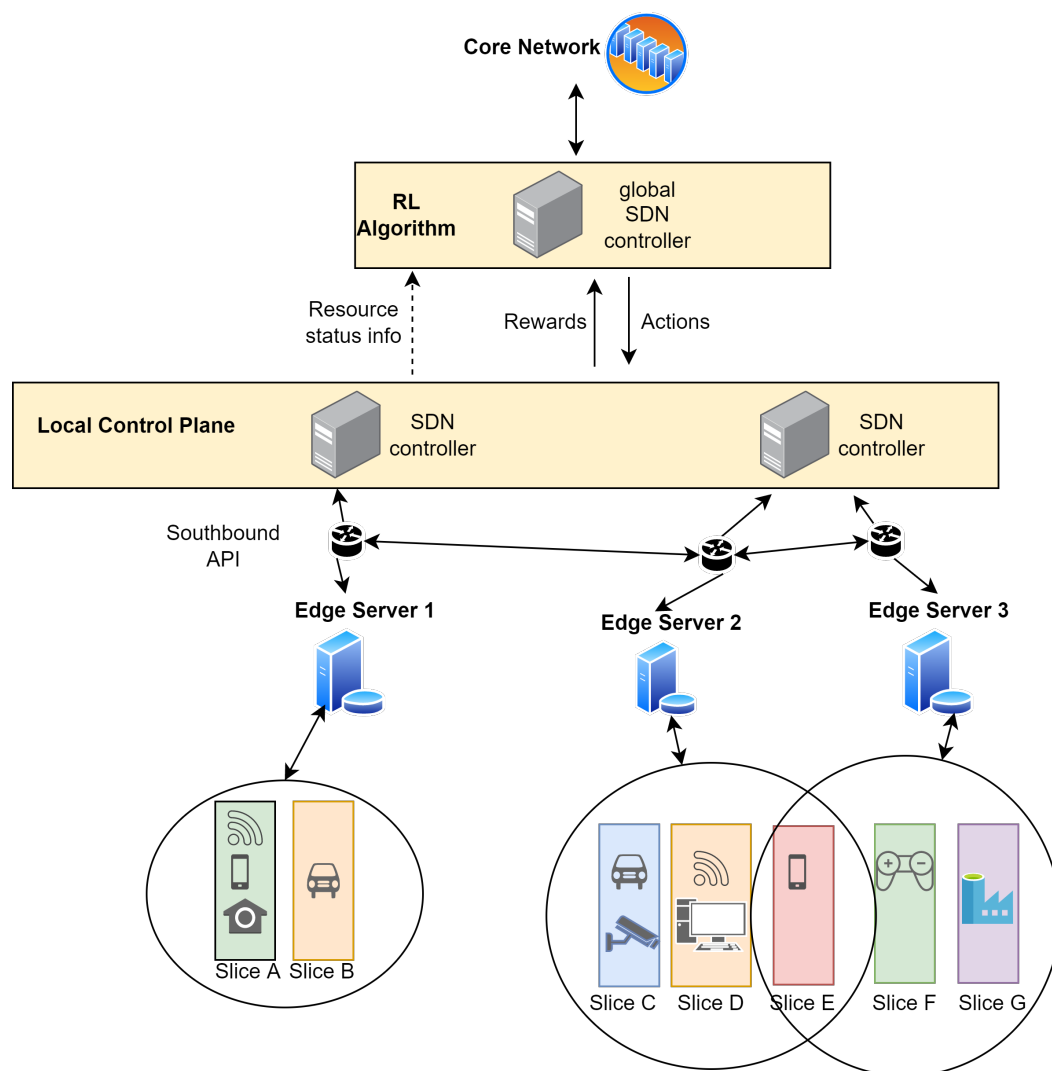 Core Network
RL
Algorithm
global
SDN
controller
Resource
status info
Rewards
Actions
Local Control Plane
SDN
controller
SDN
controller
Southbound
API
Edge Server 1
Edge Server 2
Edge Server 3
Slice A
Slice B
Slice C
Slice D
Slice E
Slice F
Slice G